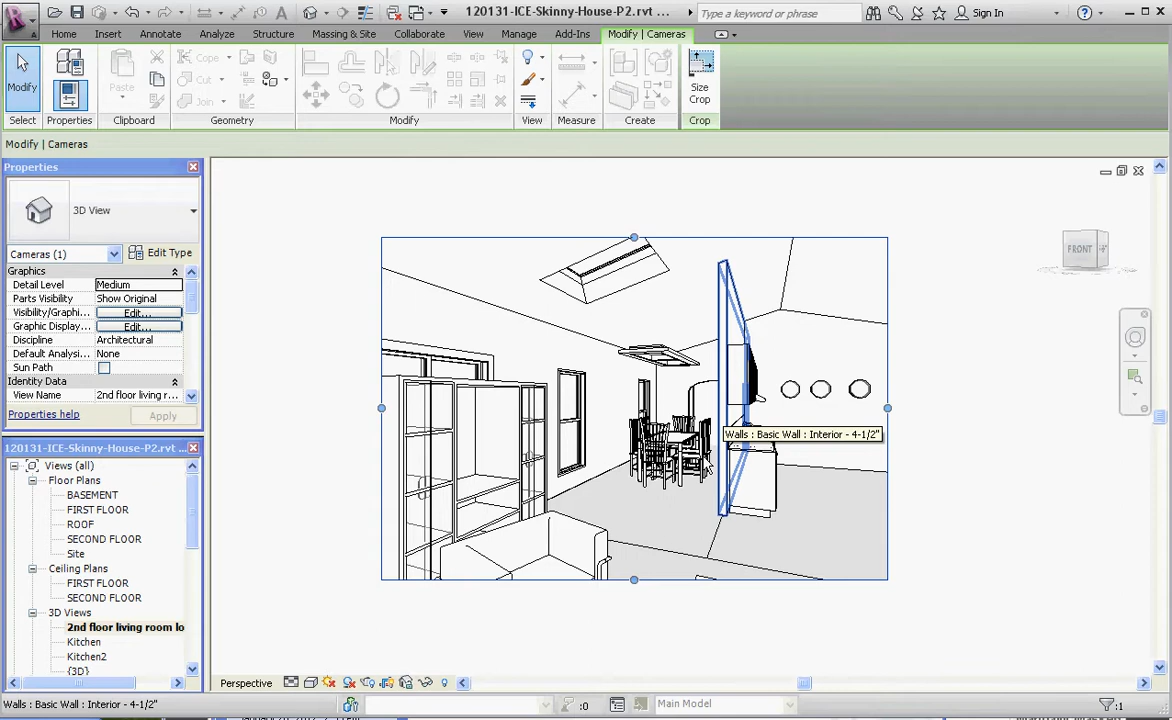 120131-ICE-Skinny-House-P2.rvt ...
Type a keyword or phrase
Sign In
Home Insert Annotate Analyze Structure Massing & Site Collaborate View Manage Add-Ins Modify | Cameras
Modify
Paste
Cope
Cut
Join
Size
Crop
Select Properties Clipboard Geometry Modify View Measure Create Crop
Modify | Cameras
Properties
3D View
Cameras (1)
Edit Type
Graphics
Detail Level Medium
Parts Visibility Show Original
Visibility/Graphi... Edit...
Graphic Display... Edit...
Discipline Architectural
Default Analysi... None
Sun Path
Identity Data
View Name 2nd floor living r...
Properties help
Apply
120131-ICE-Skinny-House-P2.rvt ...
Views (all)
Floor Plans
BASEMENT
FIRST FLOOR
ROOF
SECOND FLOOR
Site
Ceiling Plans
FIRST FLOOR
SECOND FLOOR
3D Views
2nd floor living room lo
Kitchen
Kitchen2
{3D}
FRONT
Walls : Basic Wall : Interior - 4-1/2"
Perspective
Walls : Basic Wall : Interior - 4-1/2"
:0
Main Model
:1